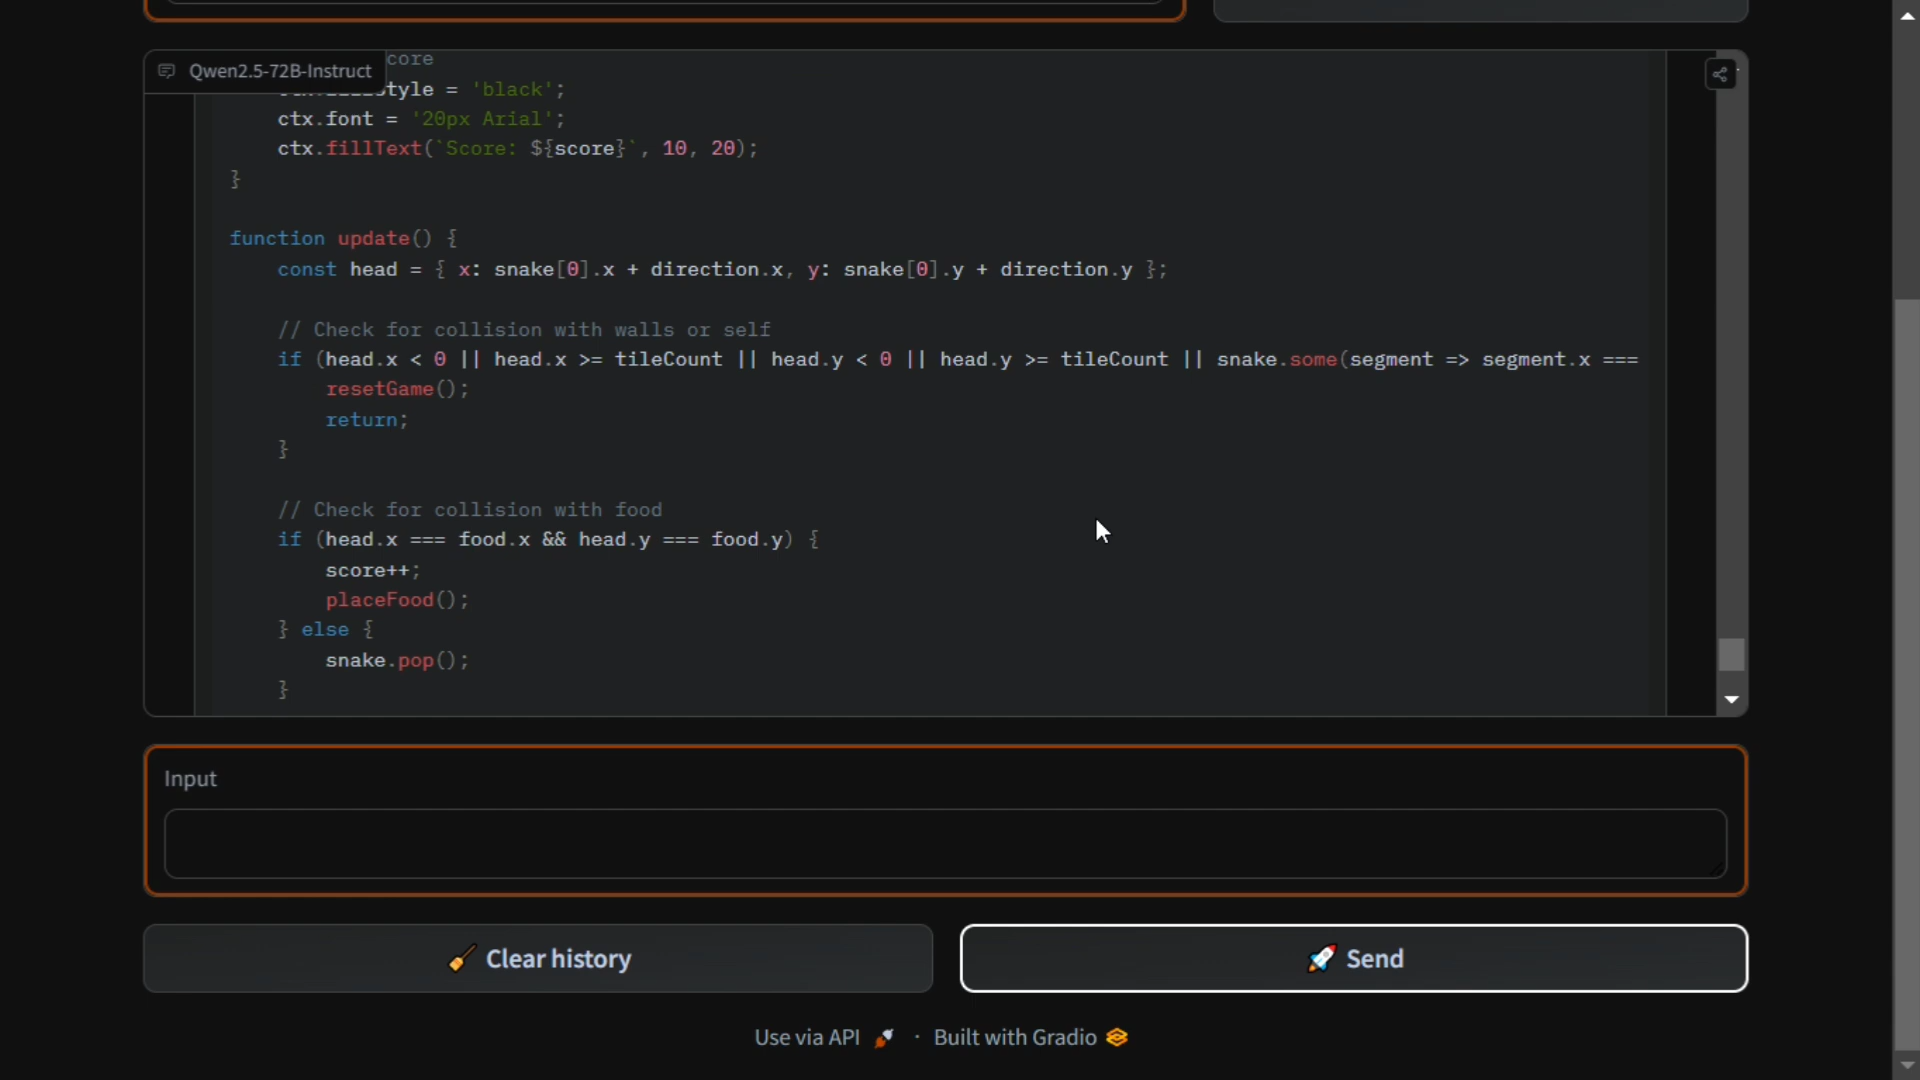 Qwen2.5-72B-Instruct
core
style = 'black';
ctx.font = '20px Arial';
ctx.fillText(`Score: ${score}`, 10, 20);
}
function update() {
const head = { x: snake[0].x + direction.x, y: snake[0].y + direction.y };
// Check for collision with walls or self
if (head.x < 0 || head.x >= tileCount || head.y < 0 || head.y >= tileCount || snake.some(segment => segment.x ===
resetGame();
return;
}
// Check for collision with food
if (head.x === food.x && head.y === food.y) {
score++;
placeFood();
} else {
snake.pop();
}
Input
Clear history
Send
Use via API · Built with Gradio